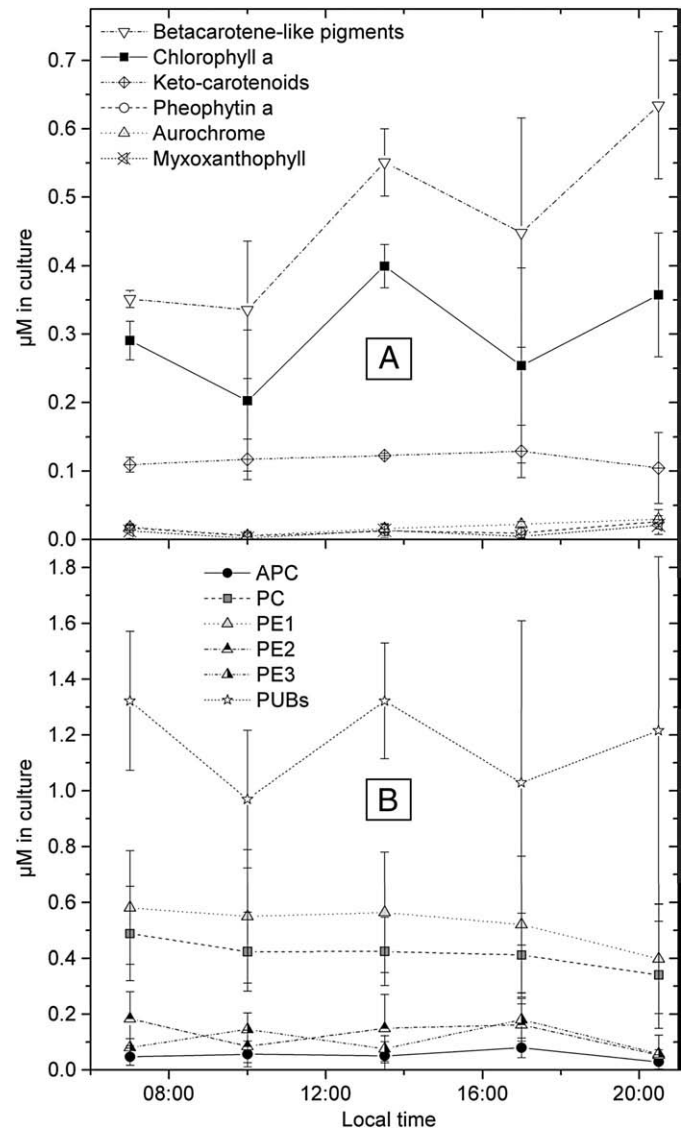 Betacarotene-like pigments
Chlorophyll a
Keto-carotenoids
Pheophytin a
Aurochrome
Myxoxanthophyll
0.7
0.6
0.5
0.4
0.3
0.2
0.1
0.0
µM in culture
A
APC
PC
PE1
PE2
PE3
PUBs
1.8
1.6
1.4
1.2
1.0
0.8
0.6
0.4
0.2
0.0
µM in culture
B
08:00 12:00 16:00 20:00
Local time